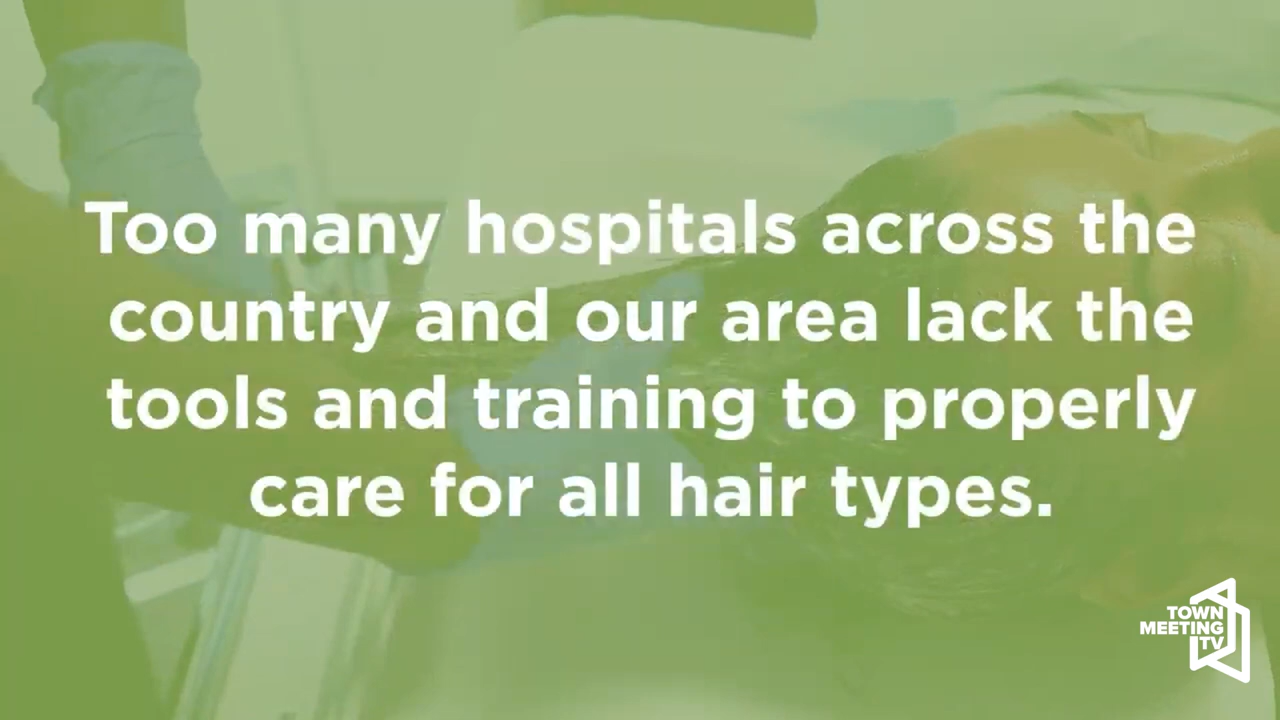 Too many hospitals across the
country and our area lack the
tools and training to properly
care for all hair types.
TOWN
MEETING
TV